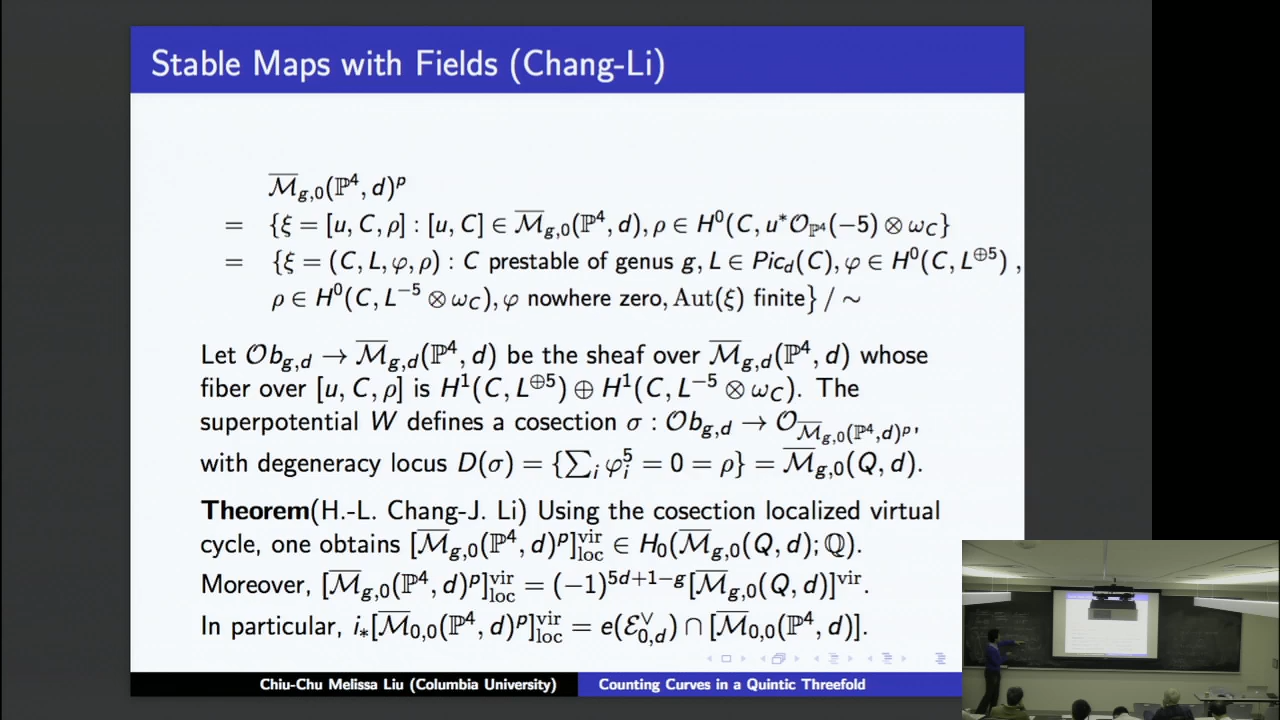 Stable Maps with Fields (Chang-Li)
$\overline{\mathcal{M}}_{g,0}(\mathbb{P}^4, d)^p$
$= \{\xi = [u, C, \rho] : [u, C] \in \overline{\mathcal{M}}_{g,0}(\mathbb{P}^4, d), \rho \in H^0(C, u^*\mathcal{O}_{\mathbb{P}^4}(-5) \otimes \omega_C\}$
$= \{\xi = (C, L, \varphi, \rho) : C$ prestable of genus $g, L \in Pic_d(C), \varphi \in H^0(C, L^{\oplus 5}),$
$\rho \in H^0(C, L^{-5} \otimes \omega_C), \varphi$ nowhere zero, $\mathrm{Aut}(\xi)$ finite$\} / \sim$
Let $\mathcal{O}b_{g,d} \to \overline{\mathcal{M}}_{g,d}(\mathbb{P}^4, d)$ be the sheaf over $\overline{\mathcal{M}}_{g,d}(\mathbb{P}^4, d)$ whose
fiber over $[u, C, \rho]$ is $H^1(C, L^{\oplus 5}) \oplus H^1(C, L^{-5} \otimes \omega_C)$. The
superpotential $W$ defines a cosection $\sigma : \mathcal{O}b_{g,d} \to \mathcal{O}_{\overline{\mathcal{M}}_{g,0}(\mathbb{P}^4,d)^p}$,
with degeneracy locus $D(\sigma) = \{\sum_i \varphi_i^5 = 0 = \rho\} = \overline{\mathcal{M}}_{g,0}(Q, d)$.
Theorem(H.-L. Chang-J. Li) Using the cosection localized virtual
cycle, one obtains $[\overline{\mathcal{M}}_{g,0}(\mathbb{P}^4, d)^p]^{\mathrm{vir}}_{\mathrm{loc}} \in H_0(\overline{\mathcal{M}}_{g,0}(Q, d); \mathbb{Q})$.
Moreover, $[\overline{\mathcal{M}}_{g,0}(\mathbb{P}^4, d)^p]^{\mathrm{vir}}_{\mathrm{loc}} = (-1)^{5d+1-g}[\overline{\mathcal{M}}_{g,0}(Q, d)]^{\mathrm{vir}}$.
In particular, $i_*[\overline{\mathcal{M}}_{0,0}(\mathbb{P}^4, d)^p]^{\mathrm{vir}}_{\mathrm{loc}} = e(\mathcal{E}^\vee_{0,d}) \cap [\overline{\mathcal{M}}_{0,0}(\mathbb{P}^4, d)]$.
Chiu-Chu Melissa Liu (Columbia University) Counting Curves in a Quintic Threefold